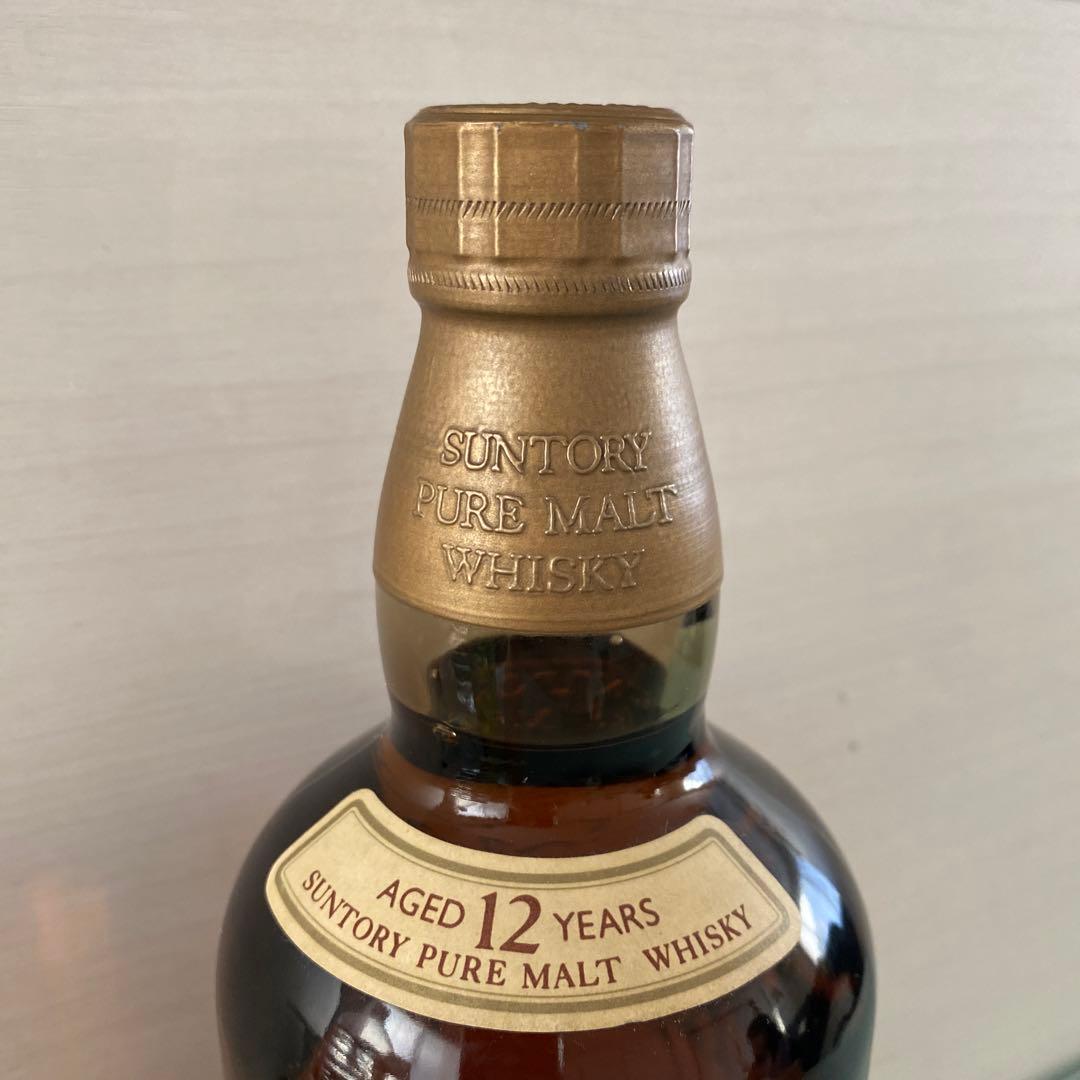 SUNTORY
PURE MALT
WHISKY
AGED 12 YEARS
SUNTORY PURE MALT WHISKY